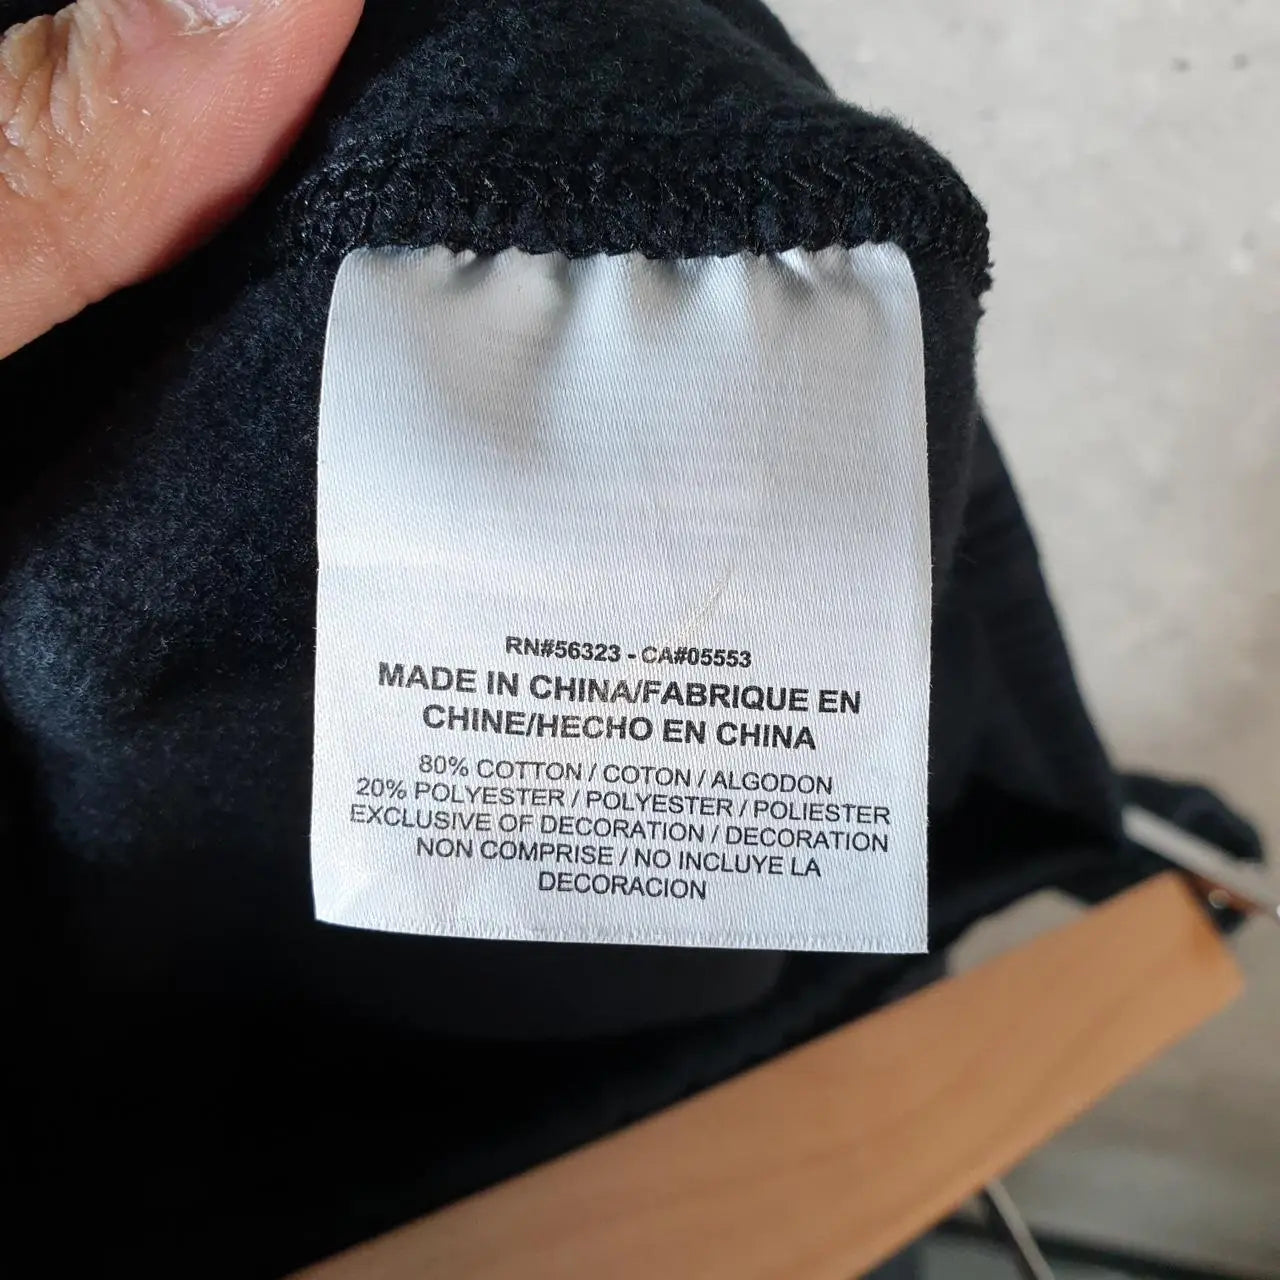 RN#56323 - CA#05553
MADE IN CHINA/FABRIQUE EN
CHINE/HECHO EN CHINA
80% COTTON / COTON / ALGODON
20% POLYESTER / POLYESTER / POLIESTER
EXCLUSIVE OF DECORATION / DECORATION
NON COMPRISE / NO INCLUYE LA
DECORACION